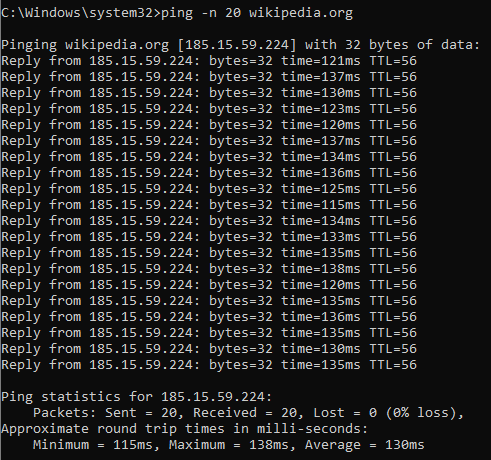 C:\Windows\system32>ping -n 20 wikipedia.org
Pinging wikipedia.org [185.15.59.224] with 32 bytes of data:
Reply from 185.15.59.224: bytes=32 time=121ms TTL=56
Reply from 185.15.59.224: bytes=32 time=137ms TTL=56
Reply from 185.15.59.224: bytes=32 time=130ms TTL=56
Reply from 185.15.59.224: bytes=32 time=123ms TTL=56
Reply from 185.15.59.224: bytes=32 time=120ms TTL=56
Reply from 185.15.59.224: bytes=32 time=137ms TTL=56
Reply from 185.15.59.224: bytes=32 time=134ms TTL=56
Reply from 185.15.59.224: bytes=32 time=136ms TTL=56
Reply from 185.15.59.224: bytes=32 time=125ms TTL=56
Reply from 185.15.59.224: bytes=32 time=115ms TTL=56
Reply from 185.15.59.224: bytes=32 time=134ms TTL=56
Reply from 185.15.59.224: bytes=32 time=133ms TTL=56
Reply from 185.15.59.224: bytes=32 time=135ms TTL=56
Reply from 185.15.59.224: bytes=32 time=138ms TTL=56
Reply from 185.15.59.224: bytes=32 time=120ms TTL=56
Reply from 185.15.59.224: bytes=32 time=135ms TTL=56
Reply from 185.15.59.224: bytes=32 time=136ms TTL=56
Reply from 185.15.59.224: bytes=32 time=135ms TTL=56
Reply from 185.15.59.224: bytes=32 time=130ms TTL=56
Reply from 185.15.59.224: bytes=32 time=135ms TTL=56
Ping statistics for 185.15.59.224:
    Packets: Sent = 20, Received = 20, Lost = 0 (0% loss),
Approximate round trip times in milli-seconds:
    Minimum = 115ms, Maximum = 138ms, Average = 130ms